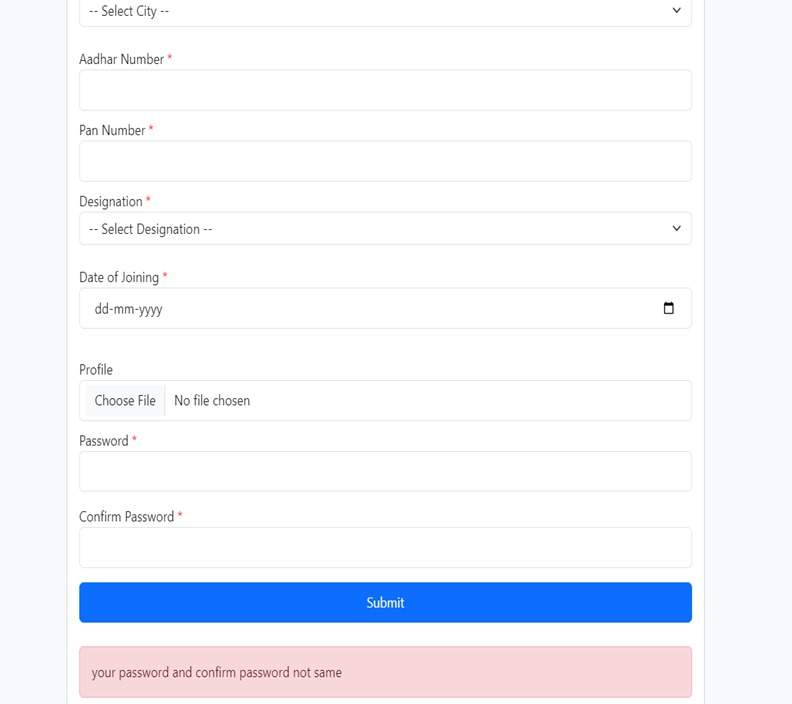 -- Select City --
Aadhar Number *
Pan Number *
Designation *
-- Select Designation --
Date of Joining *
dd-mm-yyyy
Profile
Choose File No file chosen
Password *
Confirm Password *
Submit
your password and confirm password not same